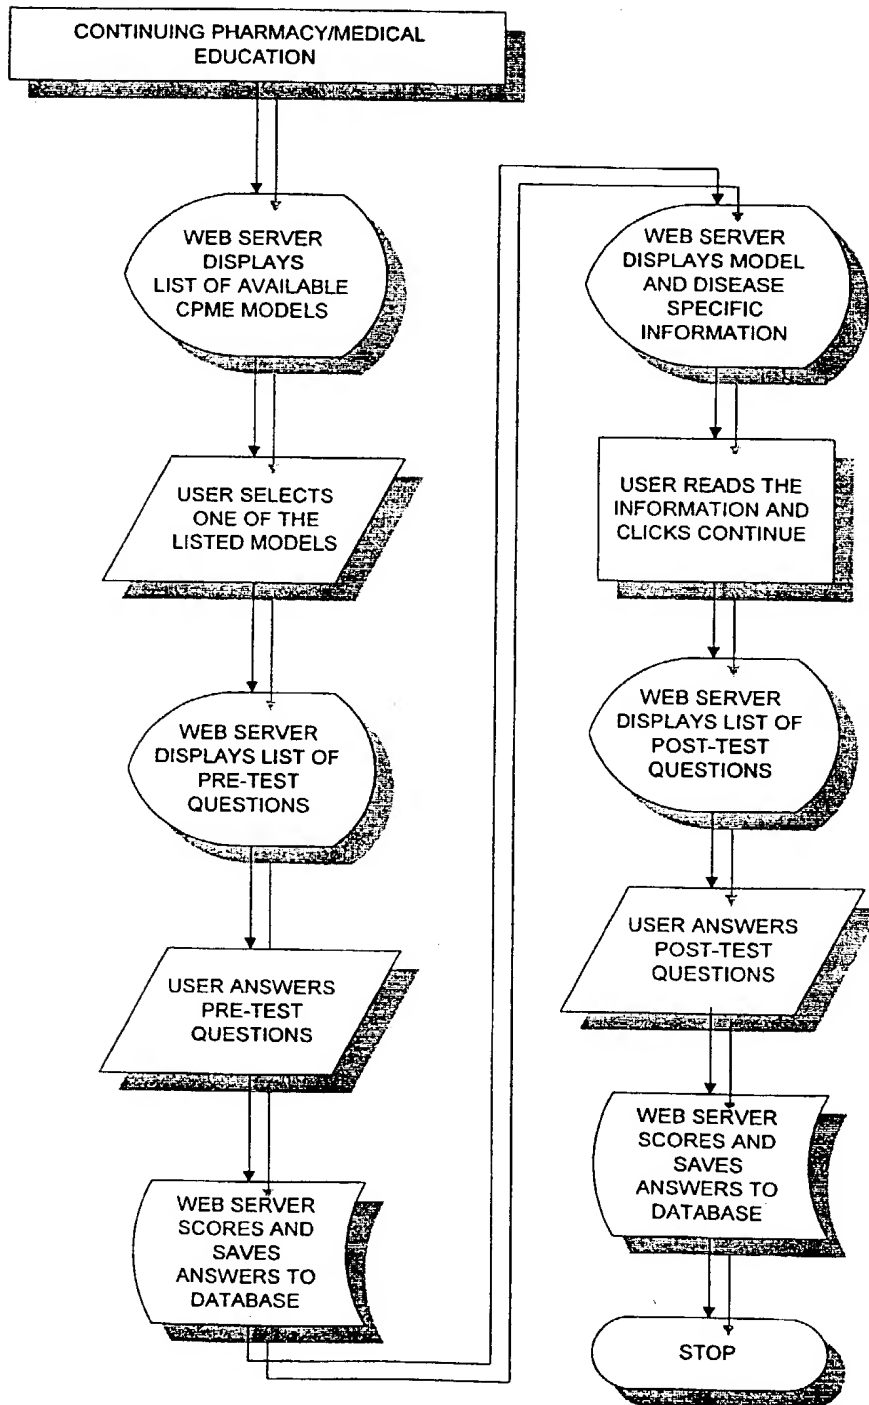 CONTINUING PHARMACY/MEDICAL
EDUCATION
WEB SERVER
DISPLAYS
LIST OF AVAILABLE
CPME MODELS
USER SELECTS
ONE OF THE
LISTED MODELS
WEB SERVER
DISPLAYS LIST OF
PRE-TEST
QUESTIONS
USER ANSWERS
PRE-TEST
QUESTIONS
WEB SERVER
SCORES AND
SAVES
ANSWERS TO
DATABASE
WEB SERVER
DISPLAYS MODEL
AND DISEASE
SPECIFIC
INFORMATION
USER READS THE
INFORMATION AND
CLICKS CONTINUE
WEB SERVER
DISPLAYS LIST OF
POST-TEST
QUESTIONS
USER ANSWERS
POST-TEST
QUESTIONS
WEB SERVER
SCORES AND
SAVES
ANSWERS TO
DATABASE
STOP